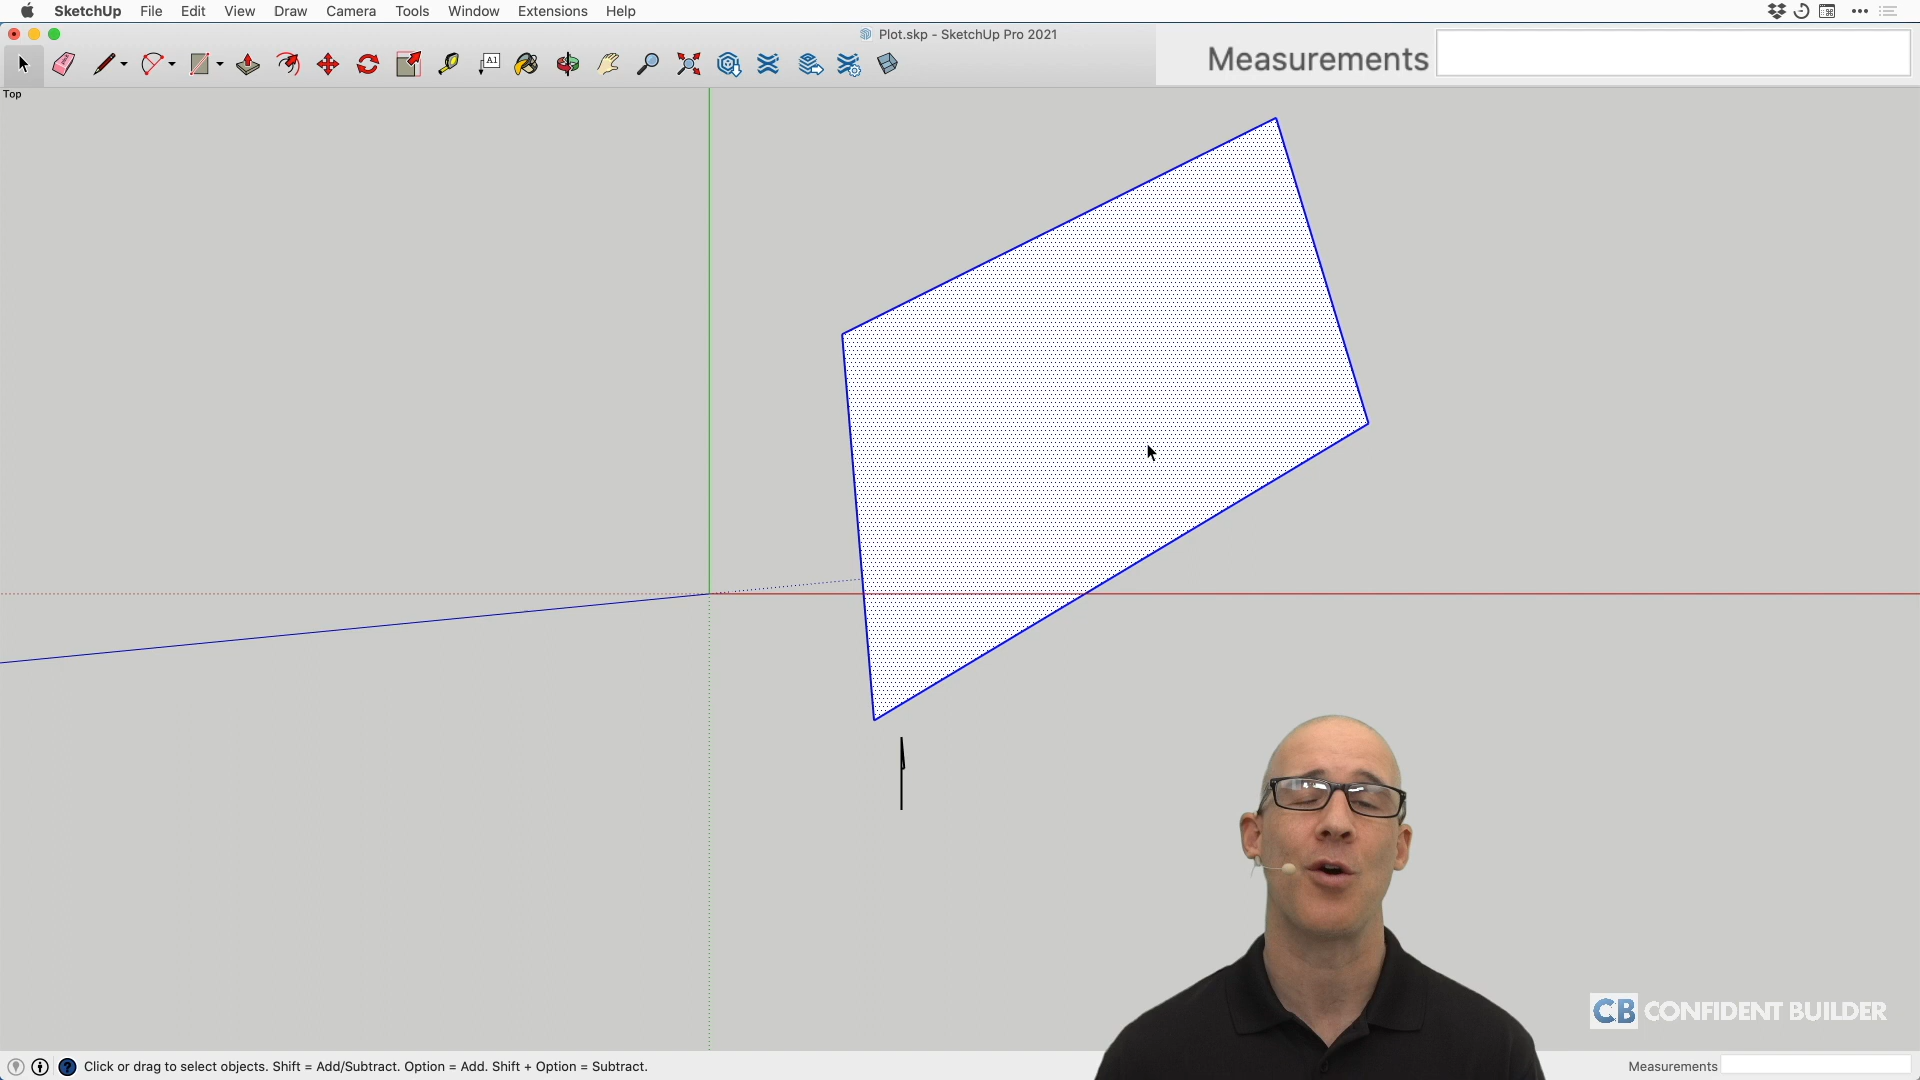 SketchUp File Edit View Draw Camera Tools Window Extensions Help
Plot.skp - SketchUp Pro 2021
A1
Measurements
Top
CB CONFIDENT BUILDER
Click or drag to select objects. Shift = Add/Subtract. Option = Add. Shift + Option = Subtract.
Measurements